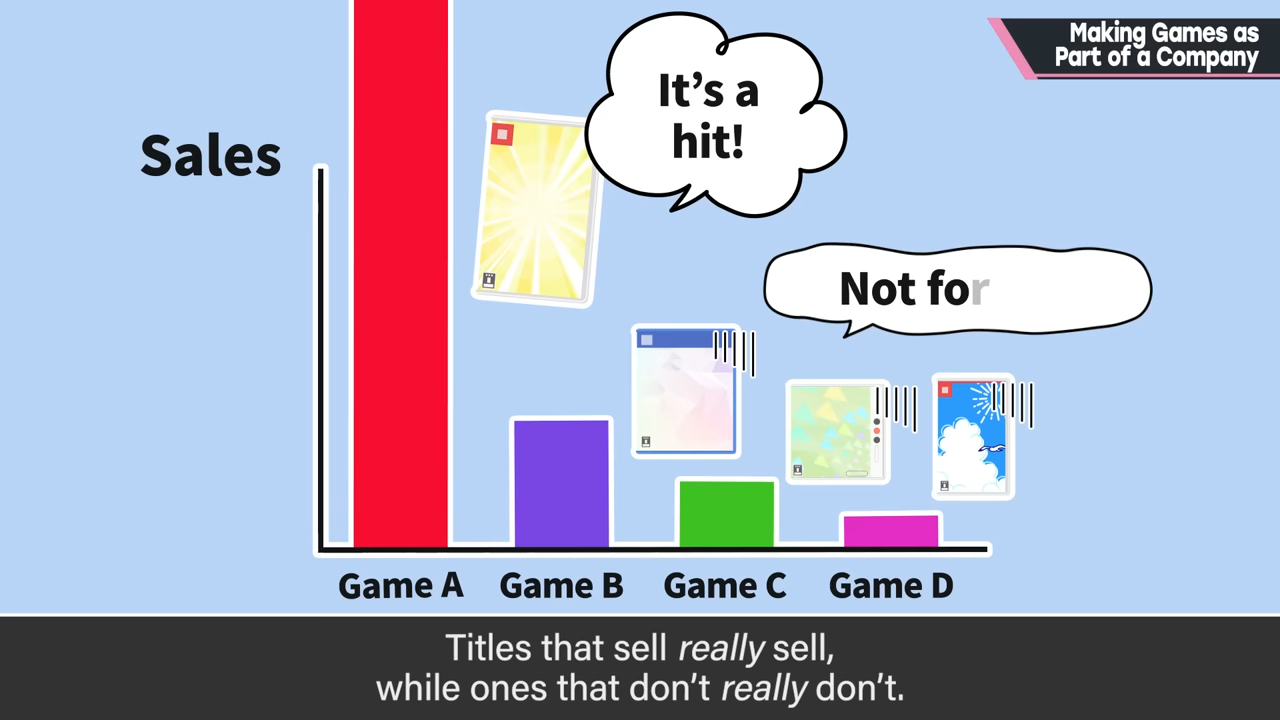 Making Games as
Part of a Company
It's a
hit!
Sales
Not for
Game A Game B Game C Game D
Titles that sell really sell,
while ones that don't really don't.